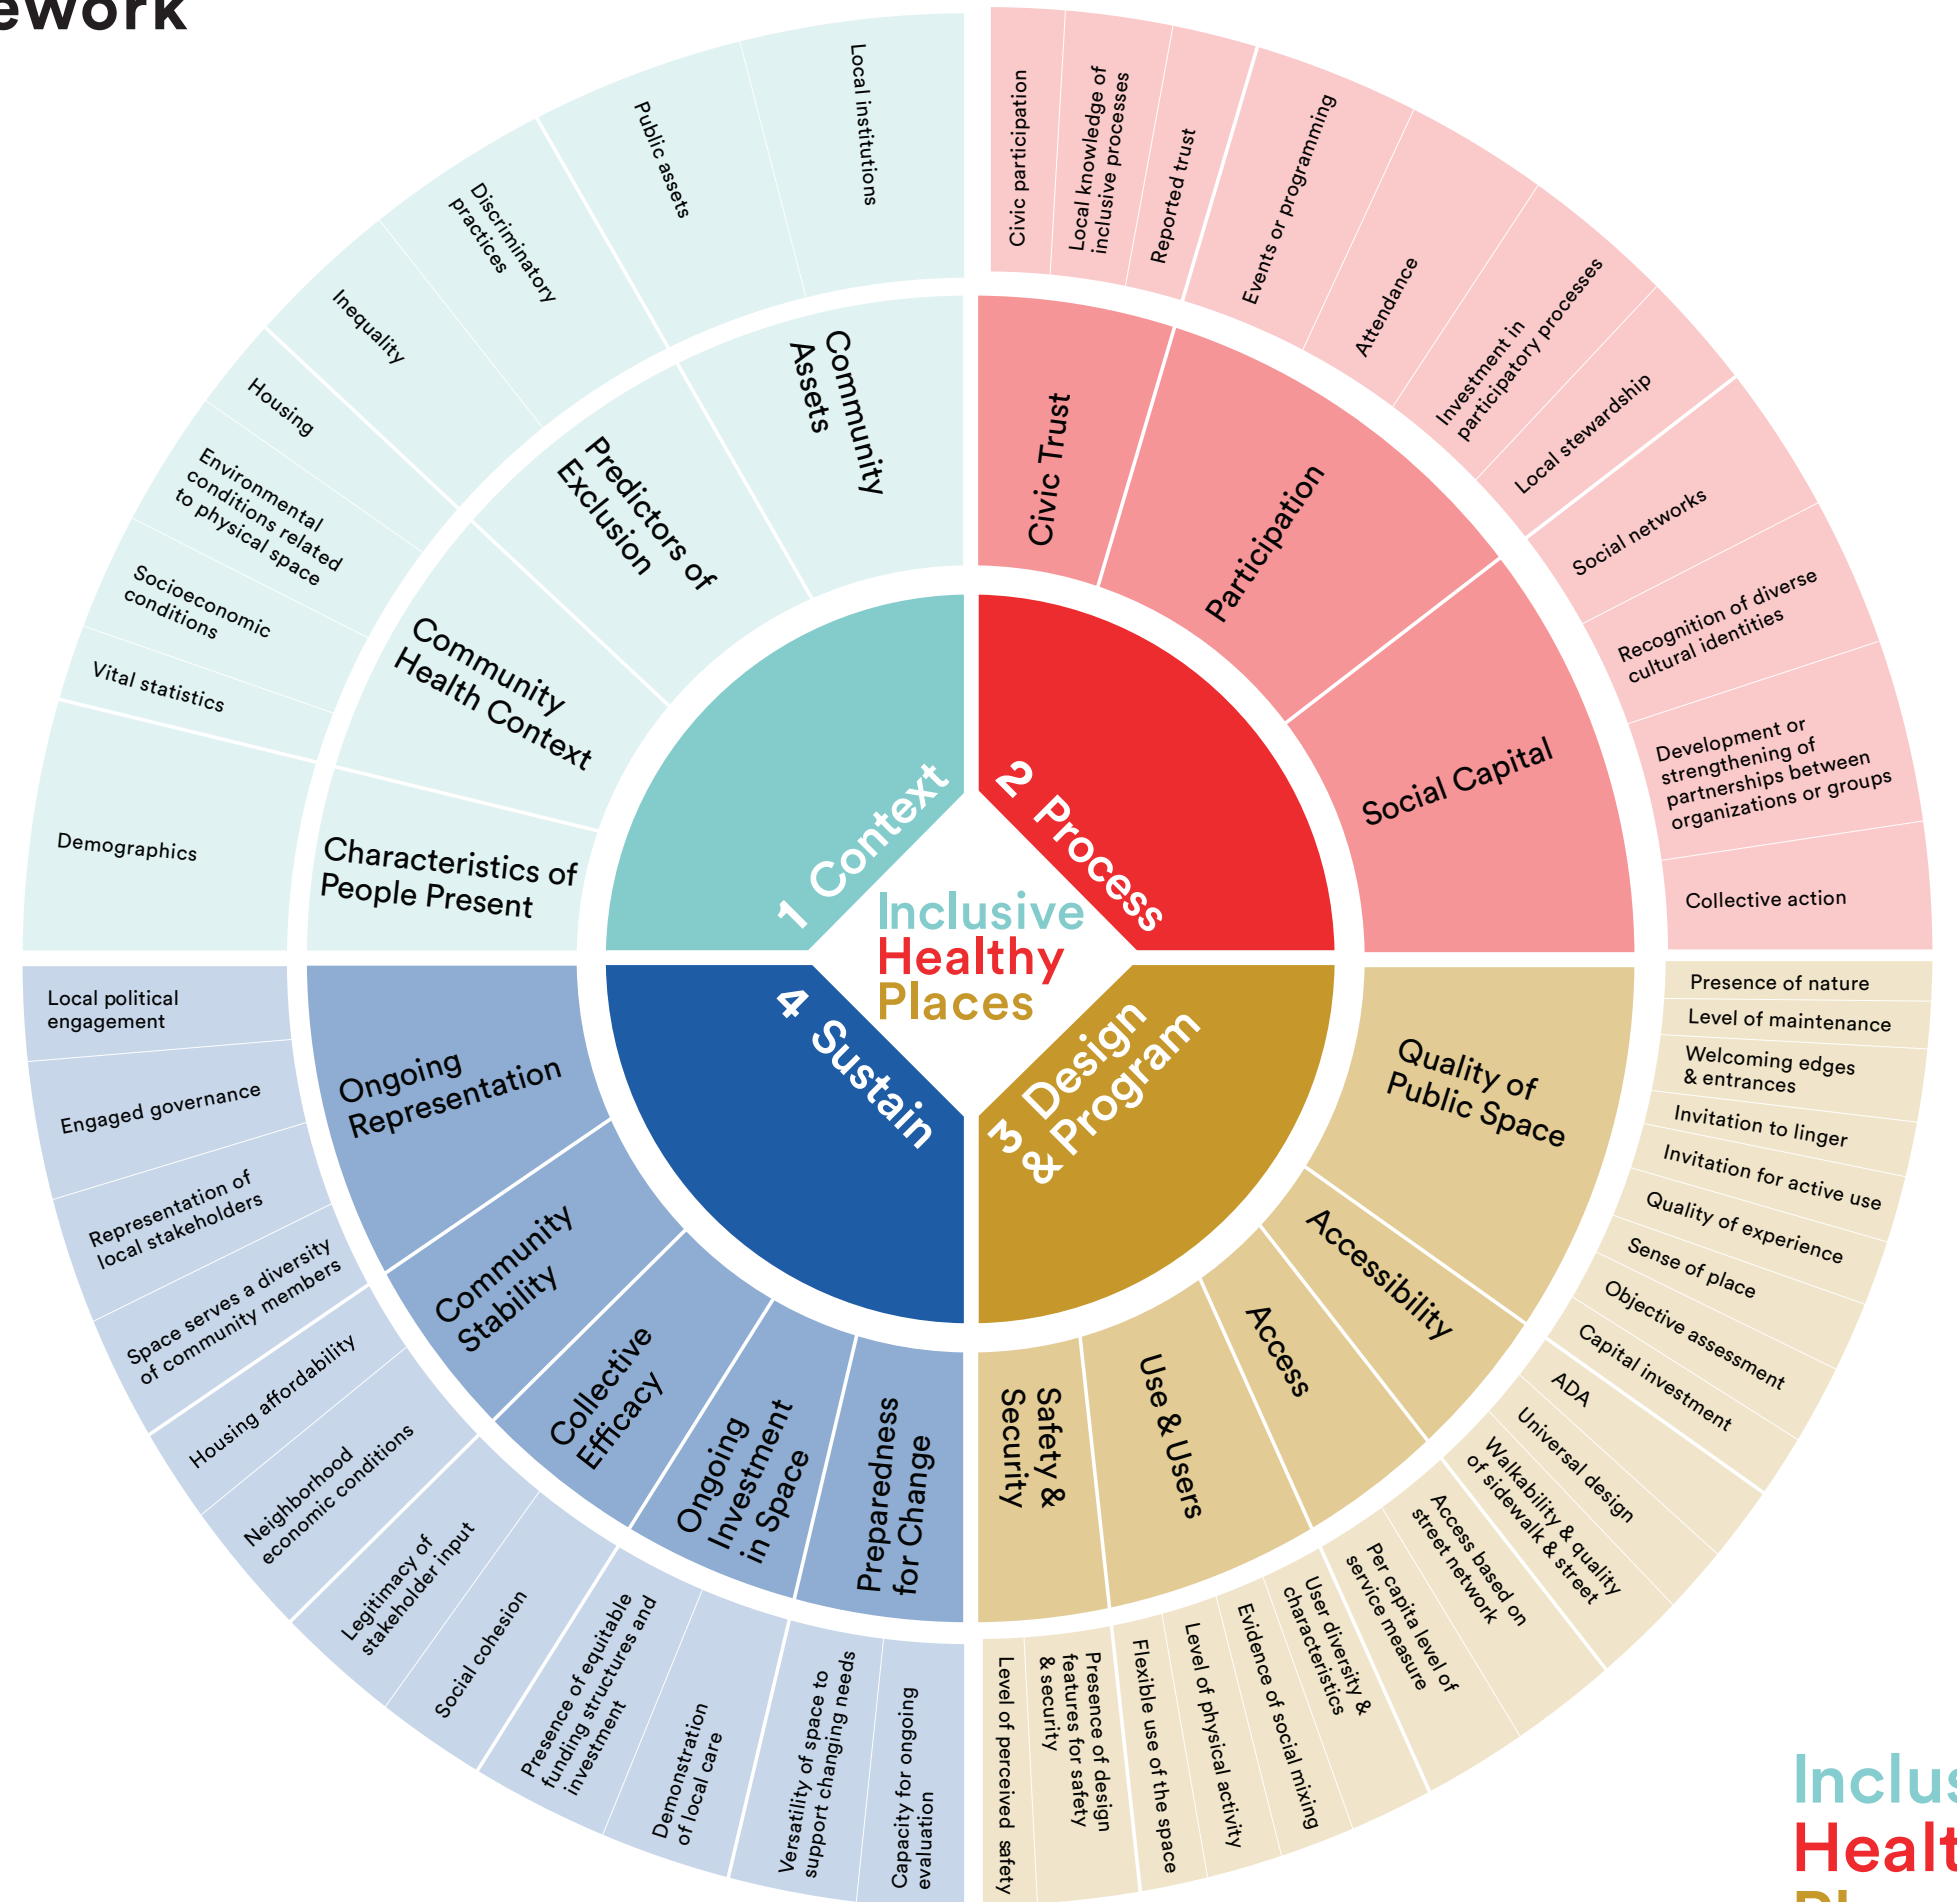 ework
Inclusive
Healthy
Places
1 Context
Characteristics of
People Present
Demographics
Community
Health Context
Vital statistics
Socioeconomic
conditions
Environmental
conditions related
to physical space
Housing
Predictors of
Exclusion
Inequality
Discriminatory
practices
Community
Assets
Public assets
Local institutions
2 Process
Civic Trust
Civic participation
Local knowledge of
inclusive processes
Reported trust
Participation
Events or programming
Attendance
Investment in
participatory processes
Local stewardship
Social Capital
Social networks
Recognition of diverse
cultural identities
Development or
strengthening of
partnerships between
organizations or groups
Collective action
3 Design
& Program
Quality of
Public Space
Presence of nature
Level of maintenance
Welcoming edges
& entrances
Invitation to linger
Invitation for active use
Quality of experience
Sense of place
Objective assessment
Capital investment
Accessibility
ADA
Universal design
Walkability & quality
of sidewalk & street
Access
Access based on
street network
Per capita level of
service measure
Use & Users
User diversity &
characteristics
Evidence of social mixing
Level of physical activity
Flexible use of the space
Safety &
Security
Presence of design
features for safety
& security
Level of perceived safety
4 Sustain
Preparedness
for Change
Capacity for ongoing
evaluation
Versatility of space to
support changing needs
Ongoing
Investment
in Space
Demonstration
of local care
Presence of equitable
funding structures and
investment
Collective
Efficacy
Social cohesion
Legitimacy of
stakeholder input
Community
Stability
Neighborhood
economic conditions
Housing affordability
Ongoing
Representation
Space serves a diversity
of community members
Representation of
local stakeholders
Engaged governance
Local political
engagement
Inclus
Healt